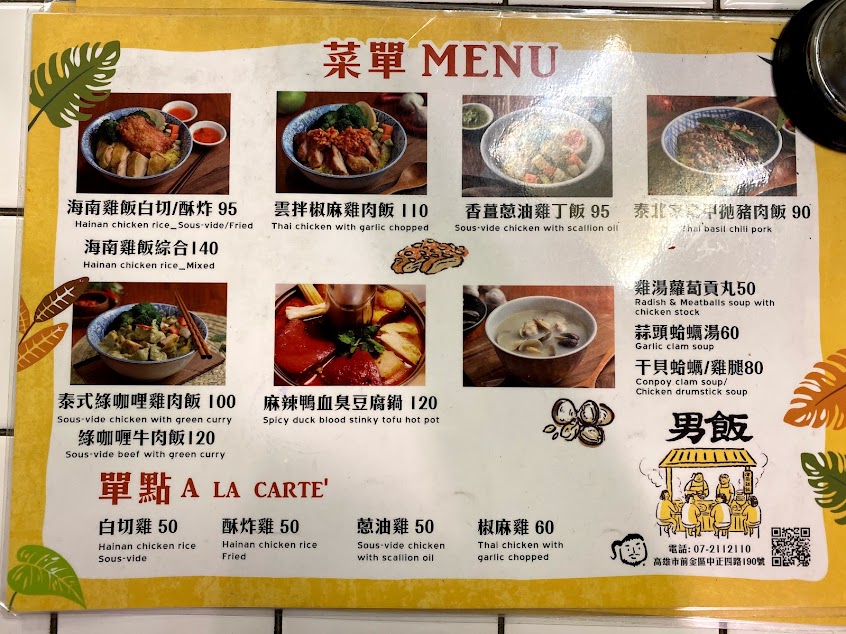 菜單 MENU
海南雞飯白切/酥炸 95
Hainan chicken rice_Sous-vide/Fried
海南雞飯綜合140
Hainan chicken rice_Mixed
雲拌椒麻雞肉飯 110
Thai chicken with garlic chopped
香薑蔥油雞丁飯 95
Sous-vide chicken with scallion oil
泰北 拋豬肉飯 90
Thai basil chili pork
泰式綠咖哩雞肉飯 100
Sous-vide chicken with green curry
綠咖哩牛肉飯120
Sous-vide beef with green curry
麻辣鴨血臭豆腐鍋 120
Spicy duck blood stinky tofu hot pot
雞湯蘿蔔貢丸50
Radish & Meatballs soup with
chicken stock
蒜頭蛤蠣湯60
Garlic clam soup
干貝蛤蠣/雞腿80
Conpoy clam soup/
Chicken drumstick soup
單點 A LA CARTE'
白切雞 50
Hainan chicken rice
Sous-vide
酥炸雞 50
Hainan chicken rice
Fried
蔥油雞 50
Sous-vide chicken
with scallion oil
椒麻雞 60
Thai chicken with
garlic chopped
男飯
電話: 07-2112110
高雄市前金區中正四路190號